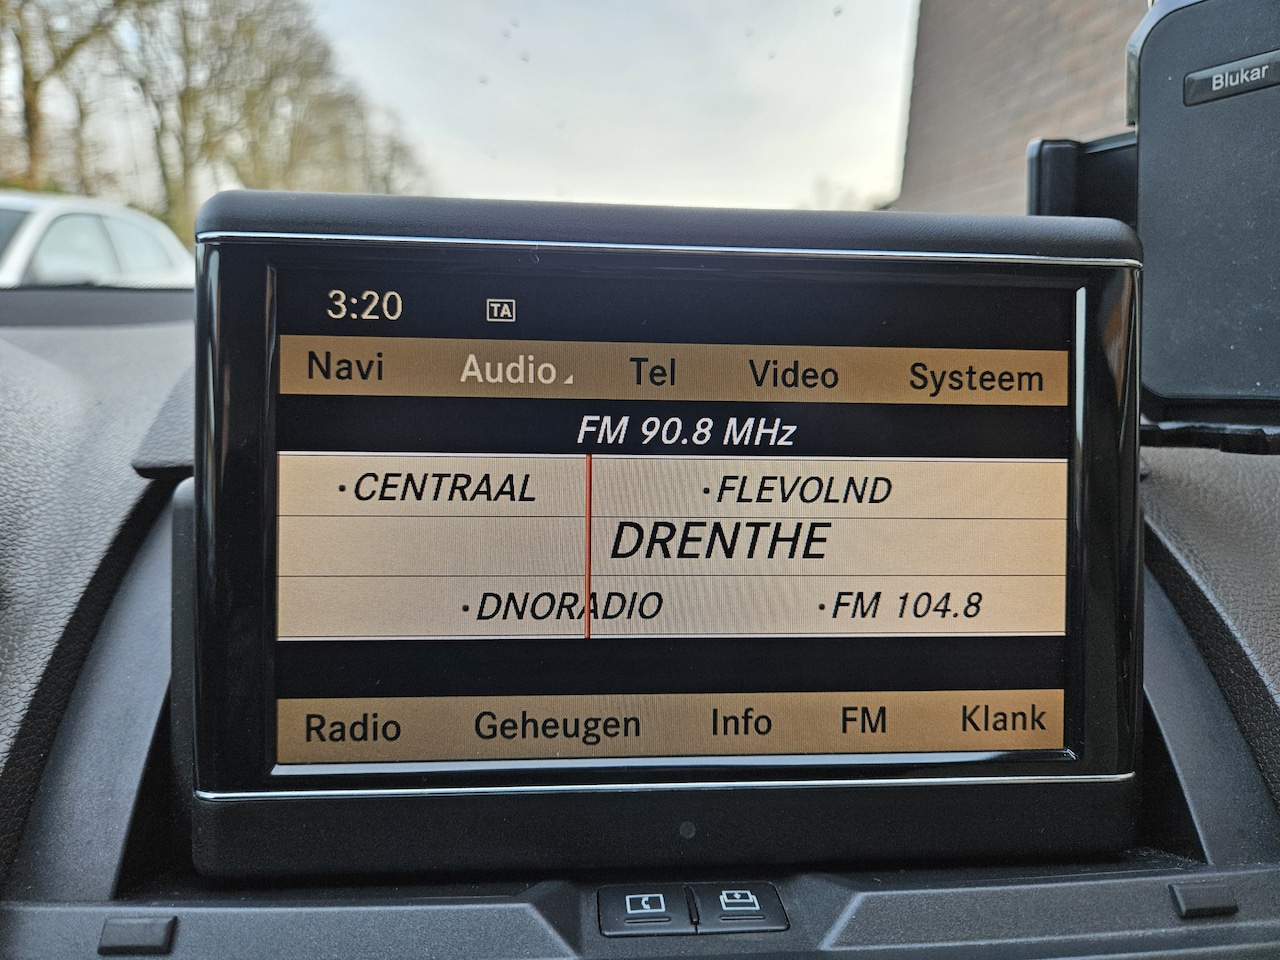 Blukar
3:20 TA
Navi Audio Tel Video Systeem
FM 90.8 MHz
·CENTRAAL ·FLEVOLND
DRENTHE
·DNORADIO ·FM 104.8
Radio Geheugen Info FM Klank